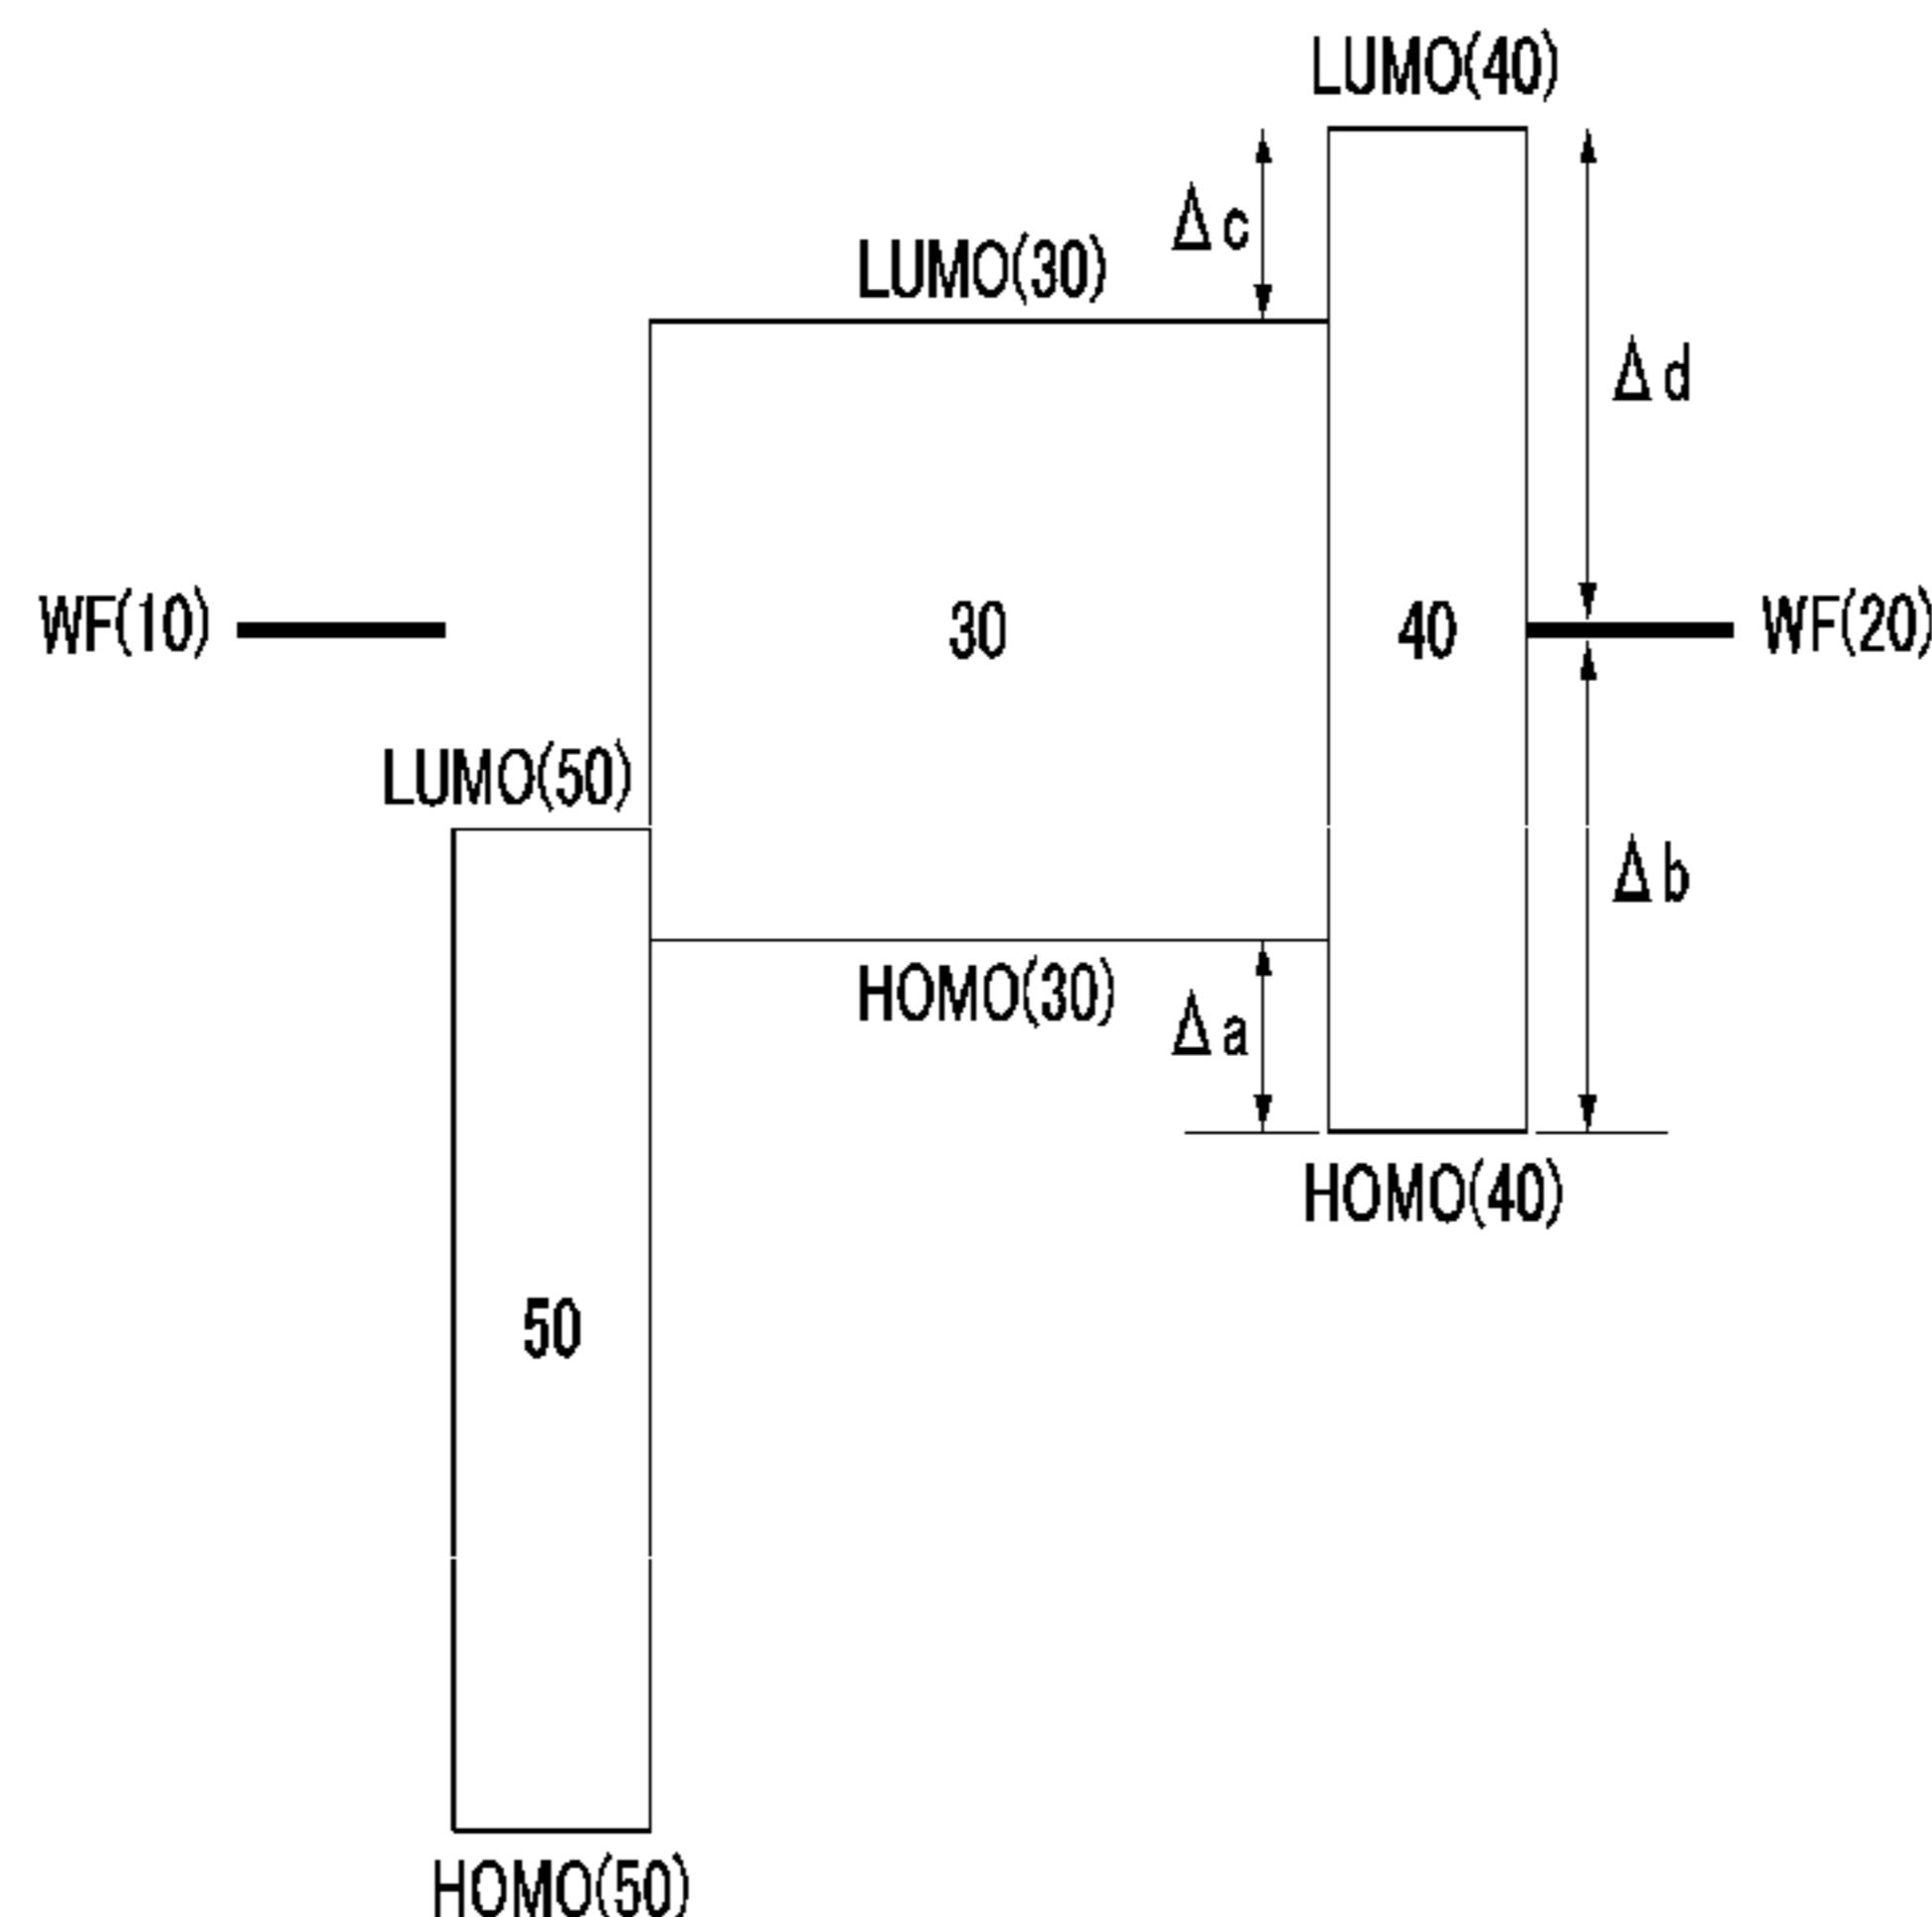 LUMO(40)
Δc
LUMO(30)
Δd
WF(10)
30
40
WF(20)
LUMO(50)
Δb
HOMO(30)
Δa
HOMO(40)
50
HOMO(50)